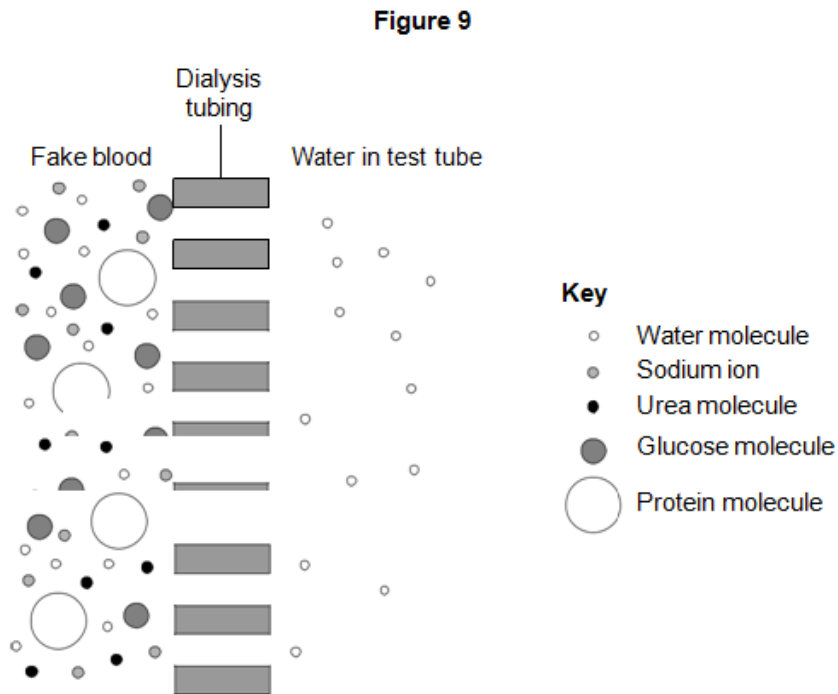 Figure 9
Dialysis
tubing
Fake blood
Water in test tube
Key
Water molecule
Sodium ion
Urea molecule
Glucose molecule
Protein molecule